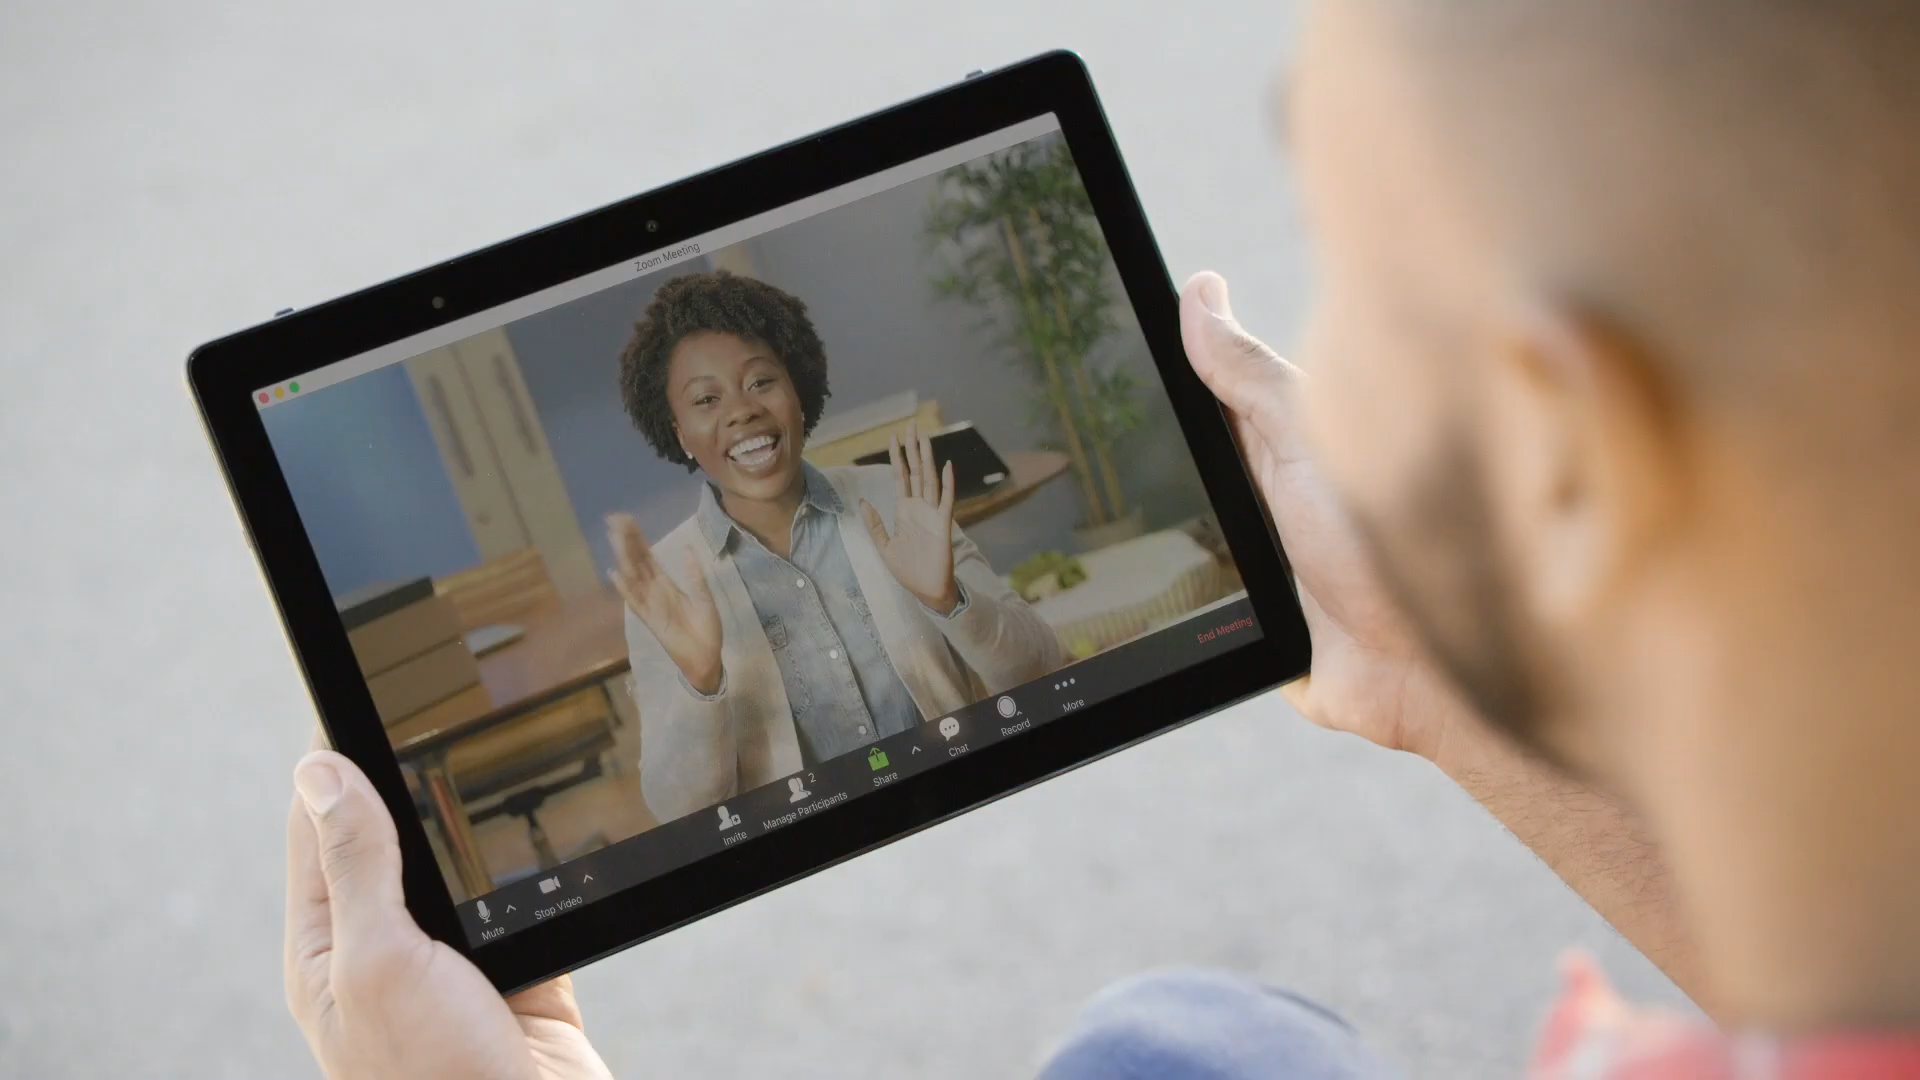 Zoom Meeting
Mute
Stop Video
Invite
Manage Participants
2
Share
Chat
Record
More
End Meeting